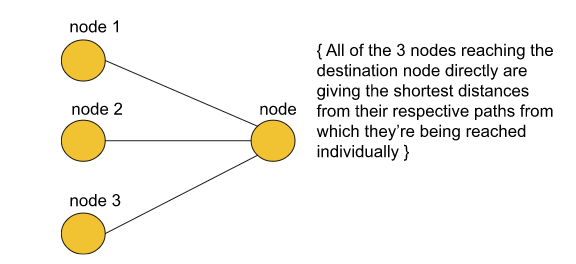 node 1
node 2
node
node 3
{ All of the 3 nodes reaching the
destination node directly are
giving the shortest distances
from their respective paths from
which they're being reached
individually }